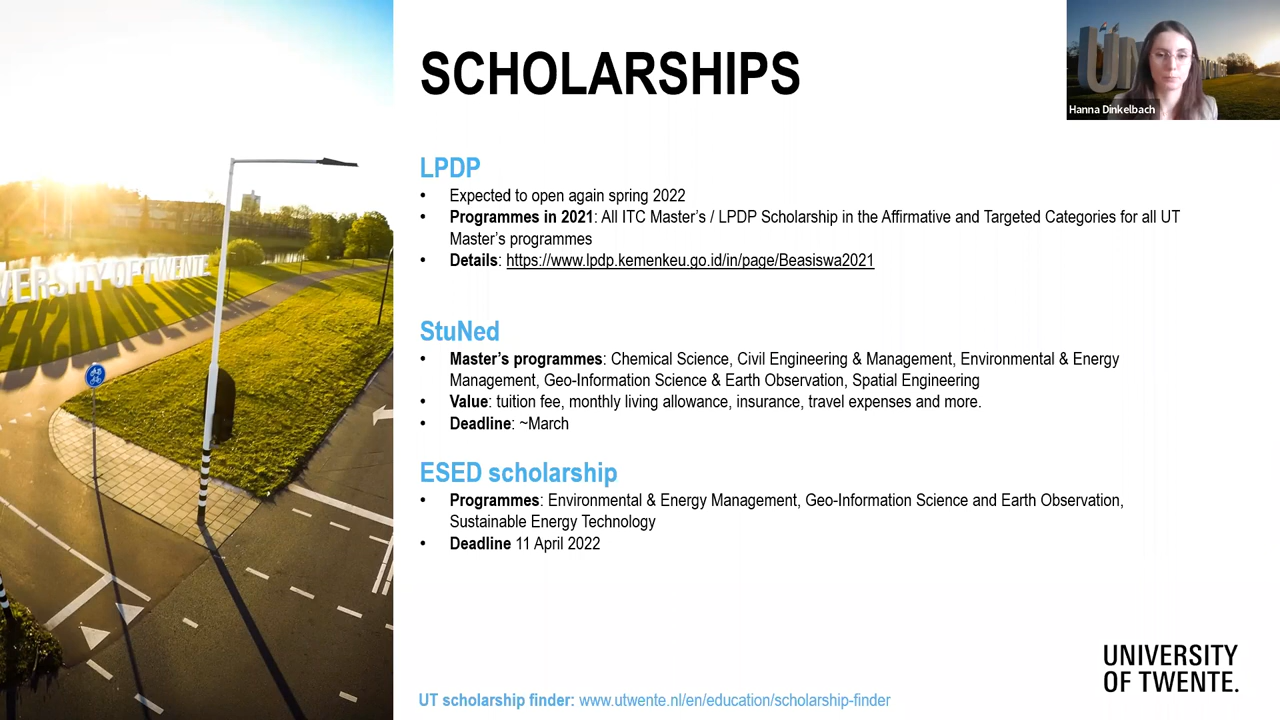 SCHOLARSHIPS
Hanna Dinkelbach
LPDP
• Expected to open again spring 2022
• Programmes in 2021: All ITC Master's / LPDP Scholarship in the Affirmative and Targeted Categories for all UT
Master's programmes
• Details: https://www.lpdp.kemenkeu.go.id/in/page/Beasiswa2021
VERSITY OF TWENTE
StuNed
• Master's programmes: Chemical Science, Civil Engineering & Management, Environmental & Energy
Management, Geo-Information Science & Earth Observation, Spatial Engineering
• Value: tuition fee, monthly living allowance, insurance, travel expenses and more.
• Deadline: ~March
ESED scholarship
• Programmes: Environmental & Energy Management, Geo-Information Science and Earth Observation,
Sustainable Energy Technology
• Deadline 11 April 2022
UNIVERSITY
OF TWENTE.
UT scholarship finder: www.utwente.nl/en/education/scholarship-finder